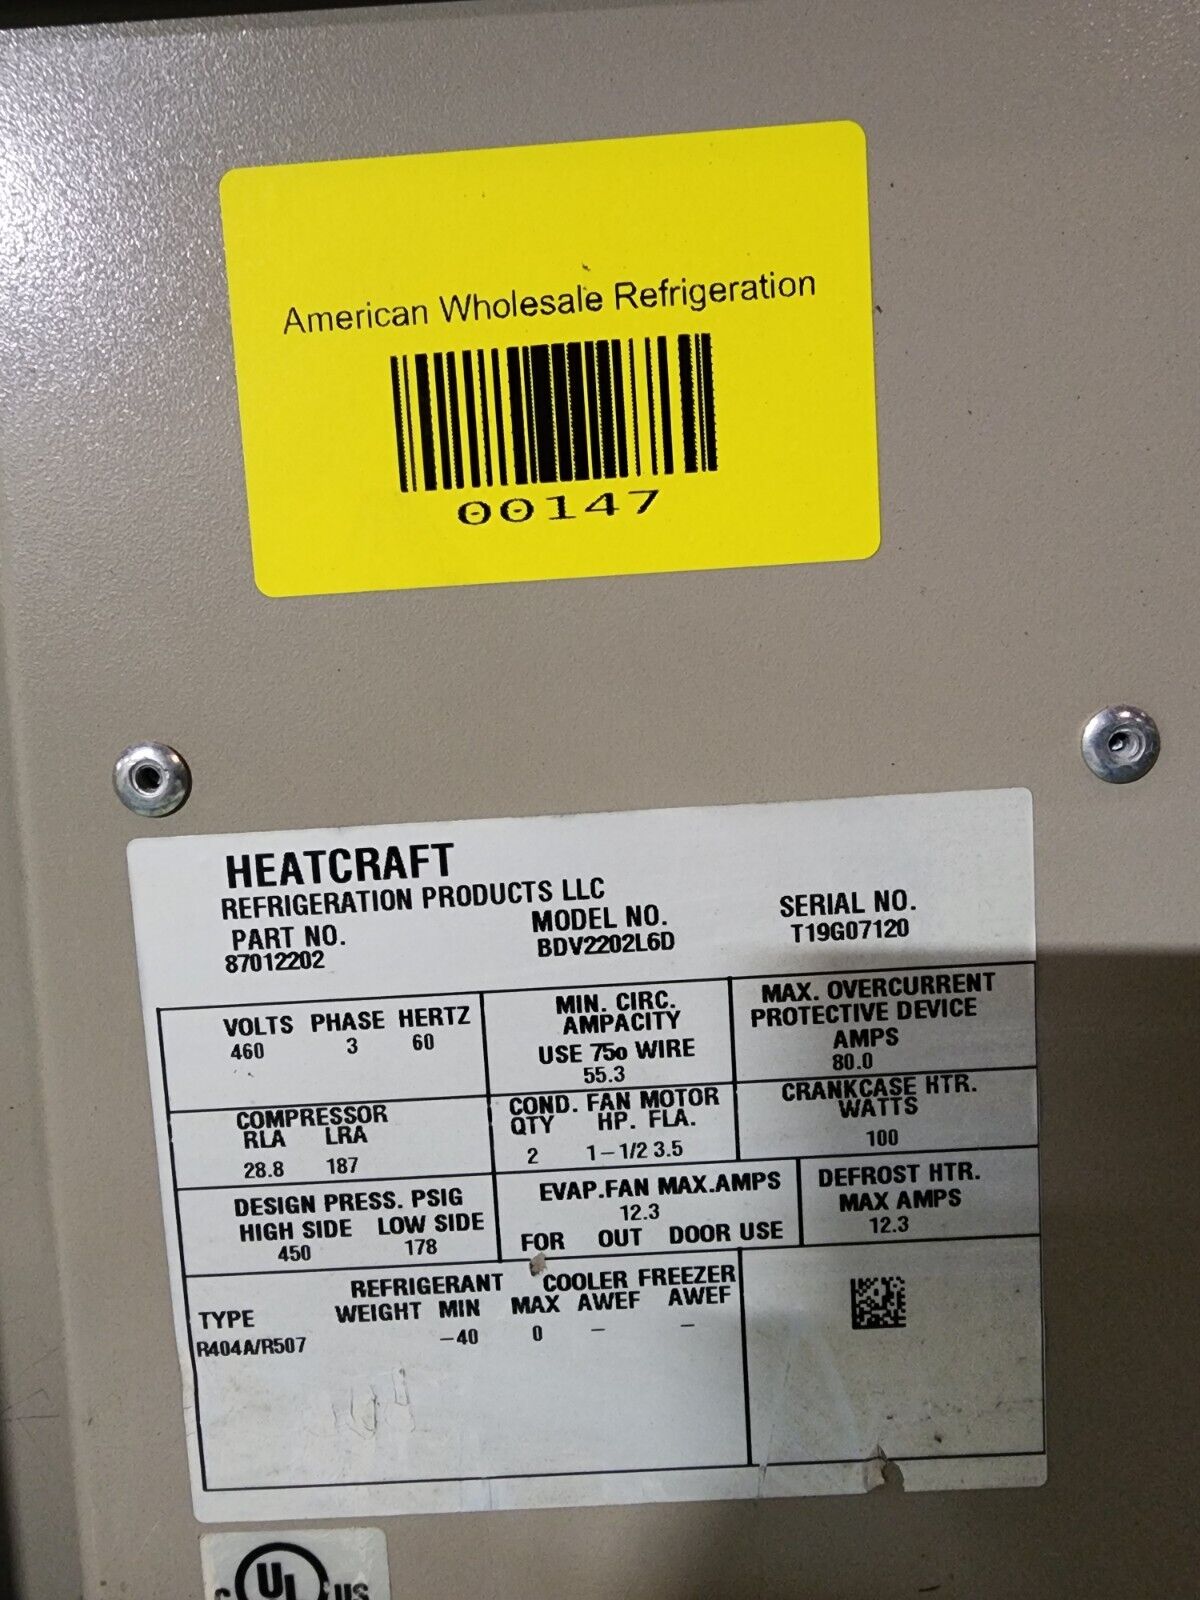 American Wholesale Refrigeration
00147
HEATCRAFT
REFRIGERATION PRODUCTS LLC
PART NO. MODEL NO. SERIAL NO.
87012202 BDV2202L6D T19G07120
VOLTS PHASE HERTZ
460 3 60
MIN. CIRC.
AMPACITY
USE 75o WIRE
55.3
MAX. OVERCURRENT
PROTECTIVE DEVICE
AMPS
80.0
COMPRESSOR
RLA LRA
28.8 187
COND. FAN MOTOR
QTY HP. FLA.
2 1-1/2 3.5
CRANKCASE HTR.
WATTS
100
DESIGN PRESS. PSIG
HIGH SIDE LOW SIDE
450 178
EVAP.FAN MAX.AMPS
12.3
FOR OUT DOOR USE
DEFROST HTR.
MAX AMPS
12.3
REFRIGERANT COOLER FREEZER
TYPE WEIGHT MIN MAX AWEF AWEF
R404A/R507 -40 0 - -
UL US